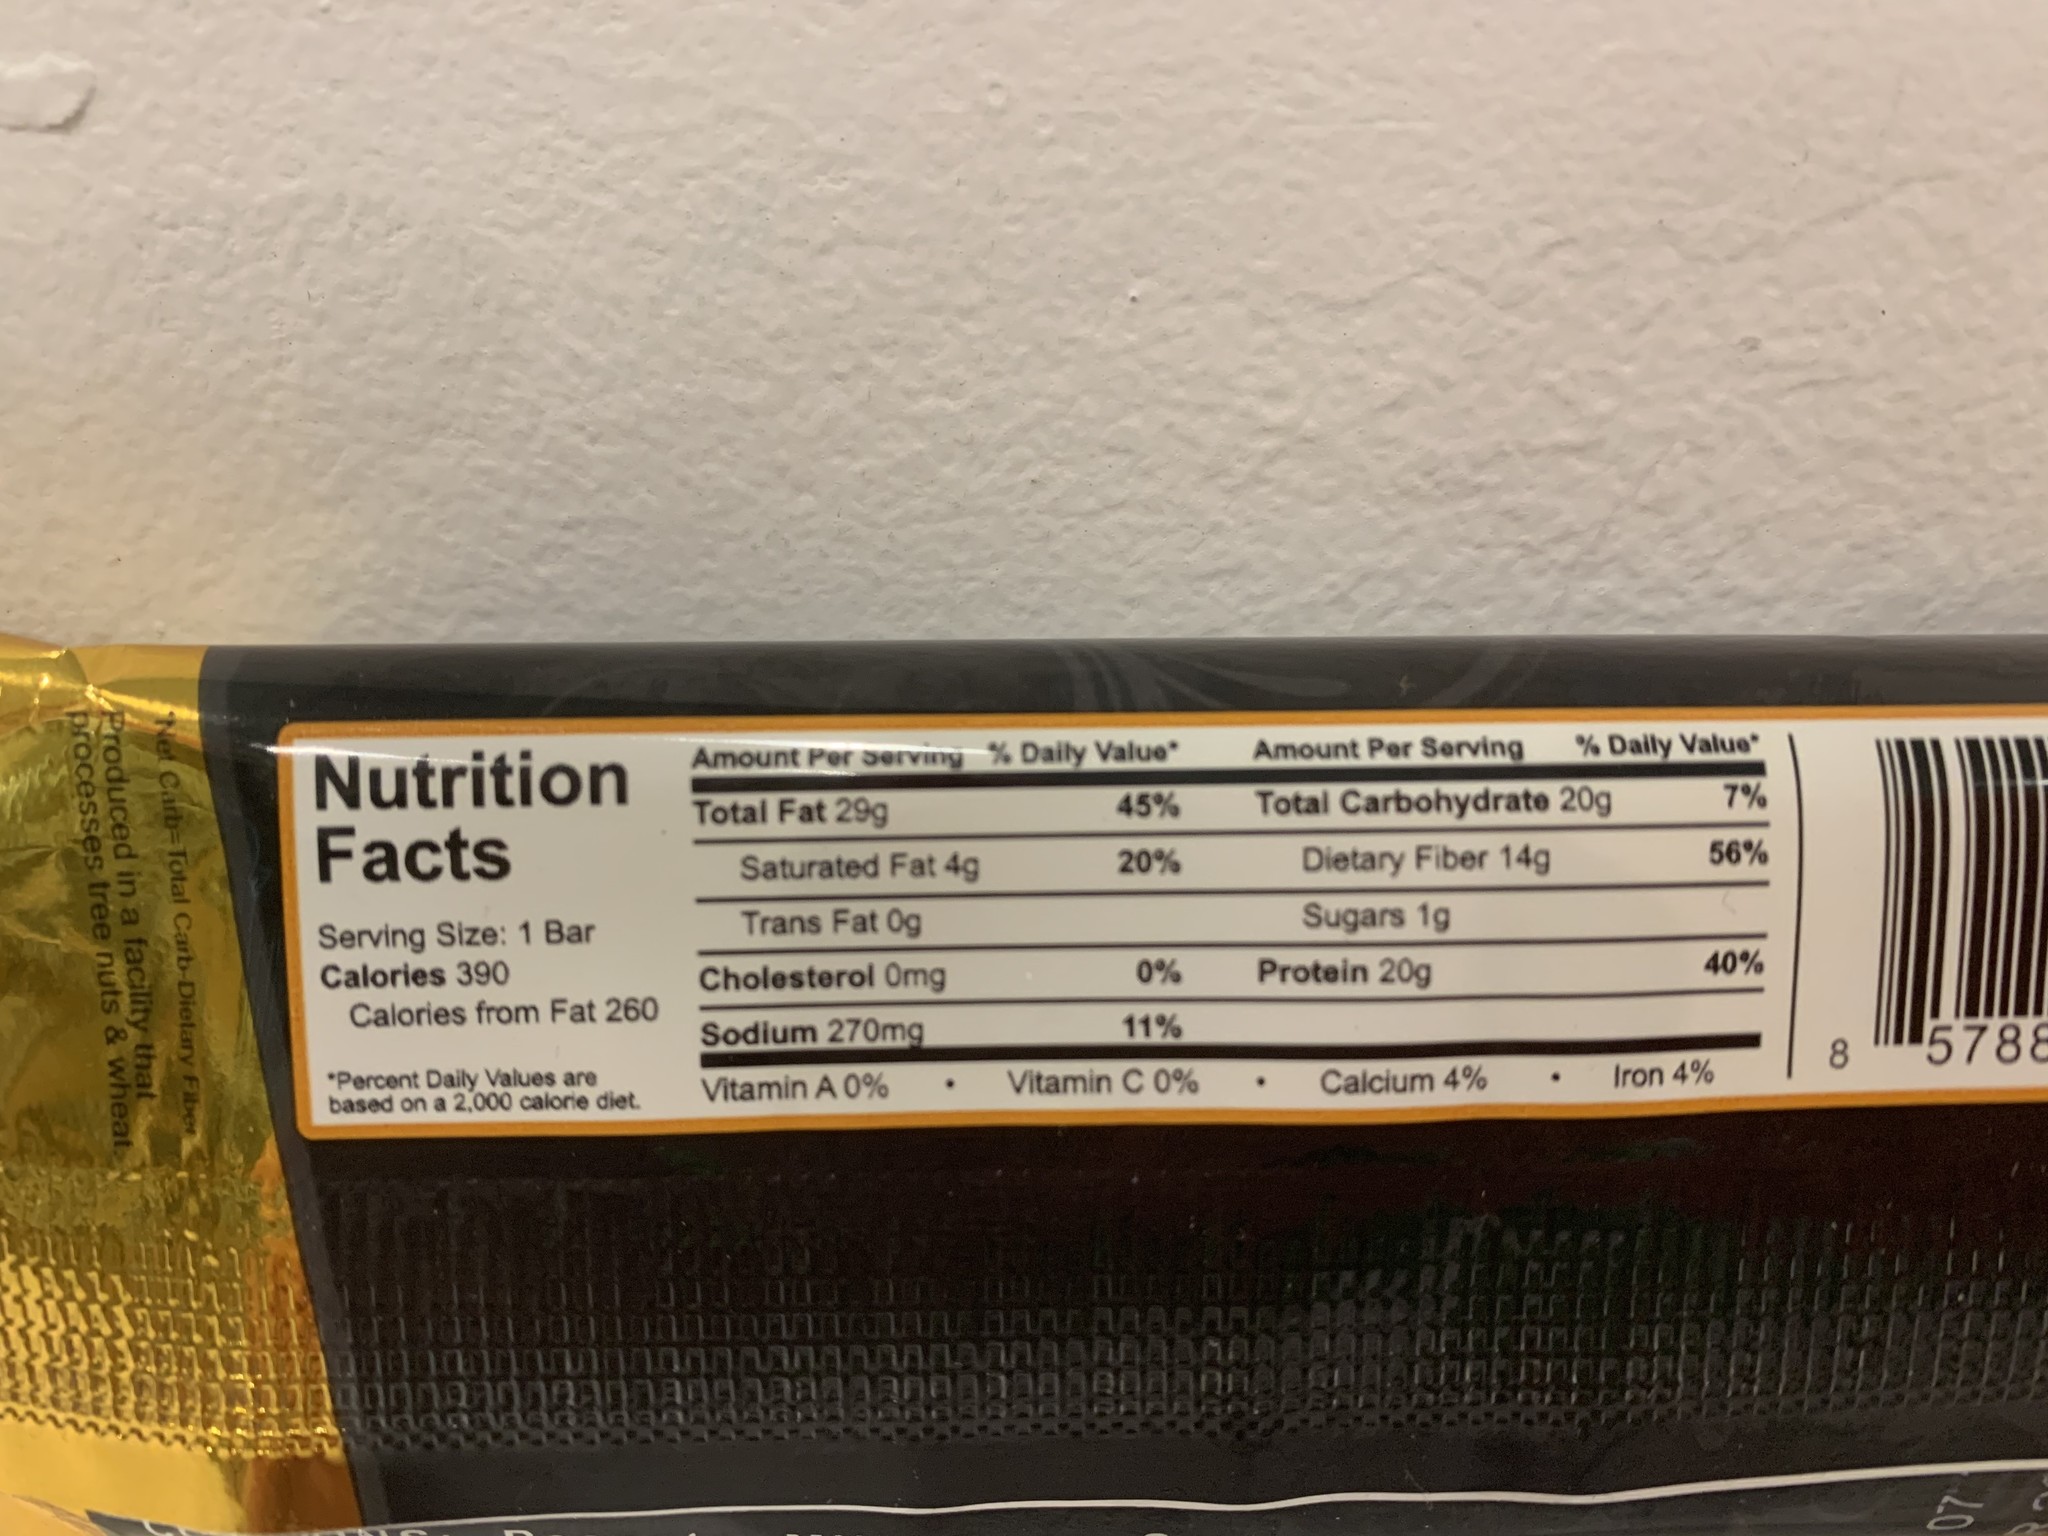 Nutrition
Facts
Serving Size: 1 Bar
Calories 390
Calories from Fat 260
*Percent Daily Values are
based on a 2,000 calorie diet.
Amount Per Serving % Daily Value*
Total Fat 29g 45%
Saturated Fat 4g 20%
Trans Fat 0g
Cholesterol 0mg 0%
Sodium 270mg 11%
Amount Per Serving % Daily Value*
Total Carbohydrate 20g 7%
Dietary Fiber 14g 56%
Sugars 1g
Protein 20g 40%
Vitamin A 0% • Vitamin C 0% • Calcium 4% • Iron 4%
8 5788
*Net Carb=Total Carb-Dietary Fiber
Produced in a facility that
processes tree nuts & wheat.
07